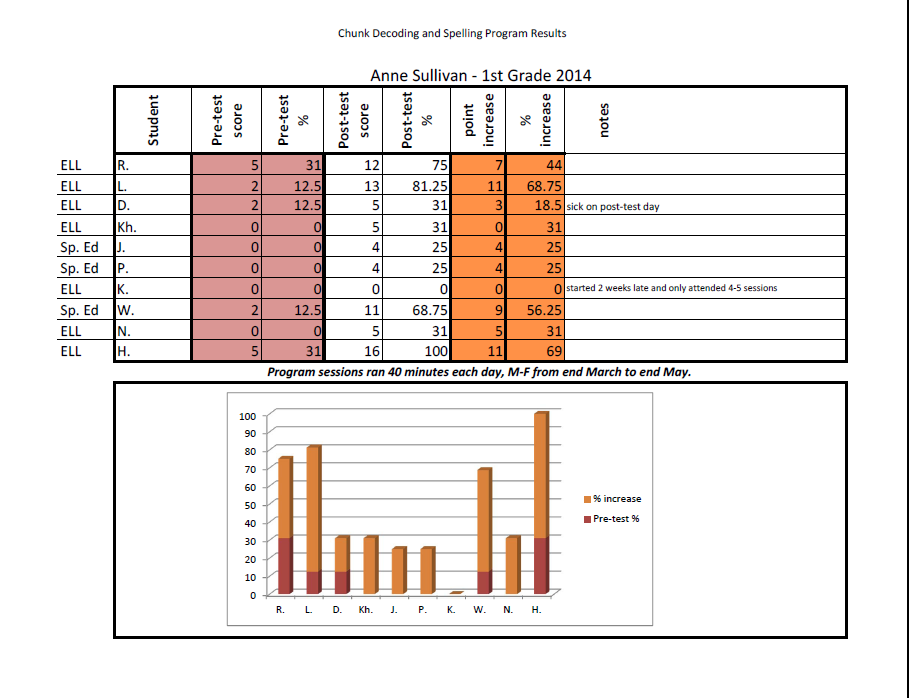 Chunk Decoding and Spelling Program Results
Anne Sullivan - 1st Grade 2014
Student Pre-test score Pre-test % Post-test score Post-test % point increase % increase notes
ELL R. 5 31 12 75 7 44
ELL L. 2 12.5 13 81.25 11 68.75
ELL D. 2 12.5 5 31 3 18.5 sick on post-test day
ELL Kh. 0 0 5 31 0 31
Sp. Ed J. 0 0 4 25 4 25
Sp. Ed P. 0 0 4 25 4 25
ELL K. 0 0 0 0 0 0 started 2 weeks late and only attended 4-5 sessions
Sp. Ed W. 2 12.5 11 68.75 9 56.25
ELL N. 0 0 5 31 5 31
ELL H. 5 31 16 100 11 69
Program sessions ran 40 minutes each day, M-F from end March to end May.
100
90
80
70
60
50
40
30
20
10
0
R. L. D. Kh. J. P. K. W. N. H.
% increase
Pre-test %